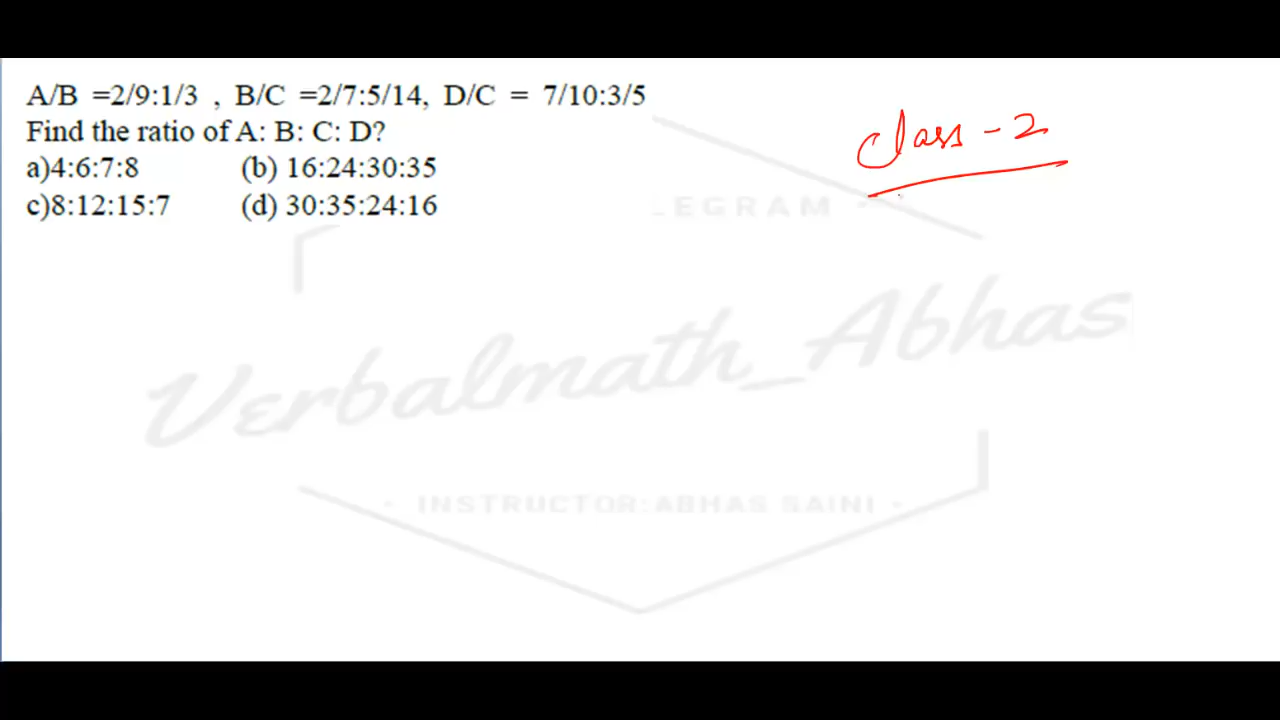 A/B =2/9:1/3 , B/C =2/7:5/14, D/C = 7/10:3/5
Find the ratio of A: B: C: D?
a)4:6:7:8 (b) 16:24:30:35
c)8:12:15:7 (d) 30:35:24:16
Class - 2
LEGRAM -
Verbalmath_Abhas
- INSTRUCTOR:ABHAS SAINI -